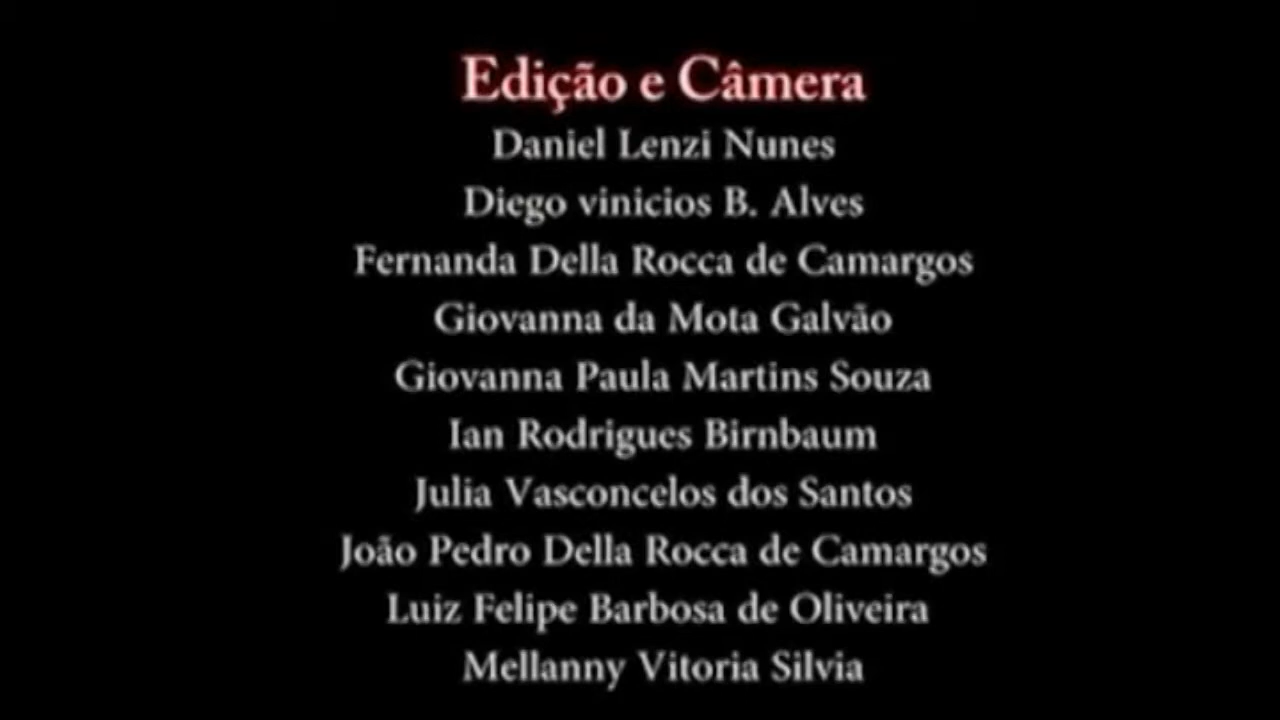 Edição e Câmera
Daniel Lenzi Nunes
Diego vinicios B. Alves
Fernanda Della Rocca de Camargos
Giovanna da Mota Galvão
Giovanna Paula Martins Souza
Ian Rodrigues Birnbaum
Julia Vasconcelos dos Santos
João Pedro Della Rocca de Camargos
Luiz Felipe Barbosa de Oliveira
Mellanny Vitoria Silvia